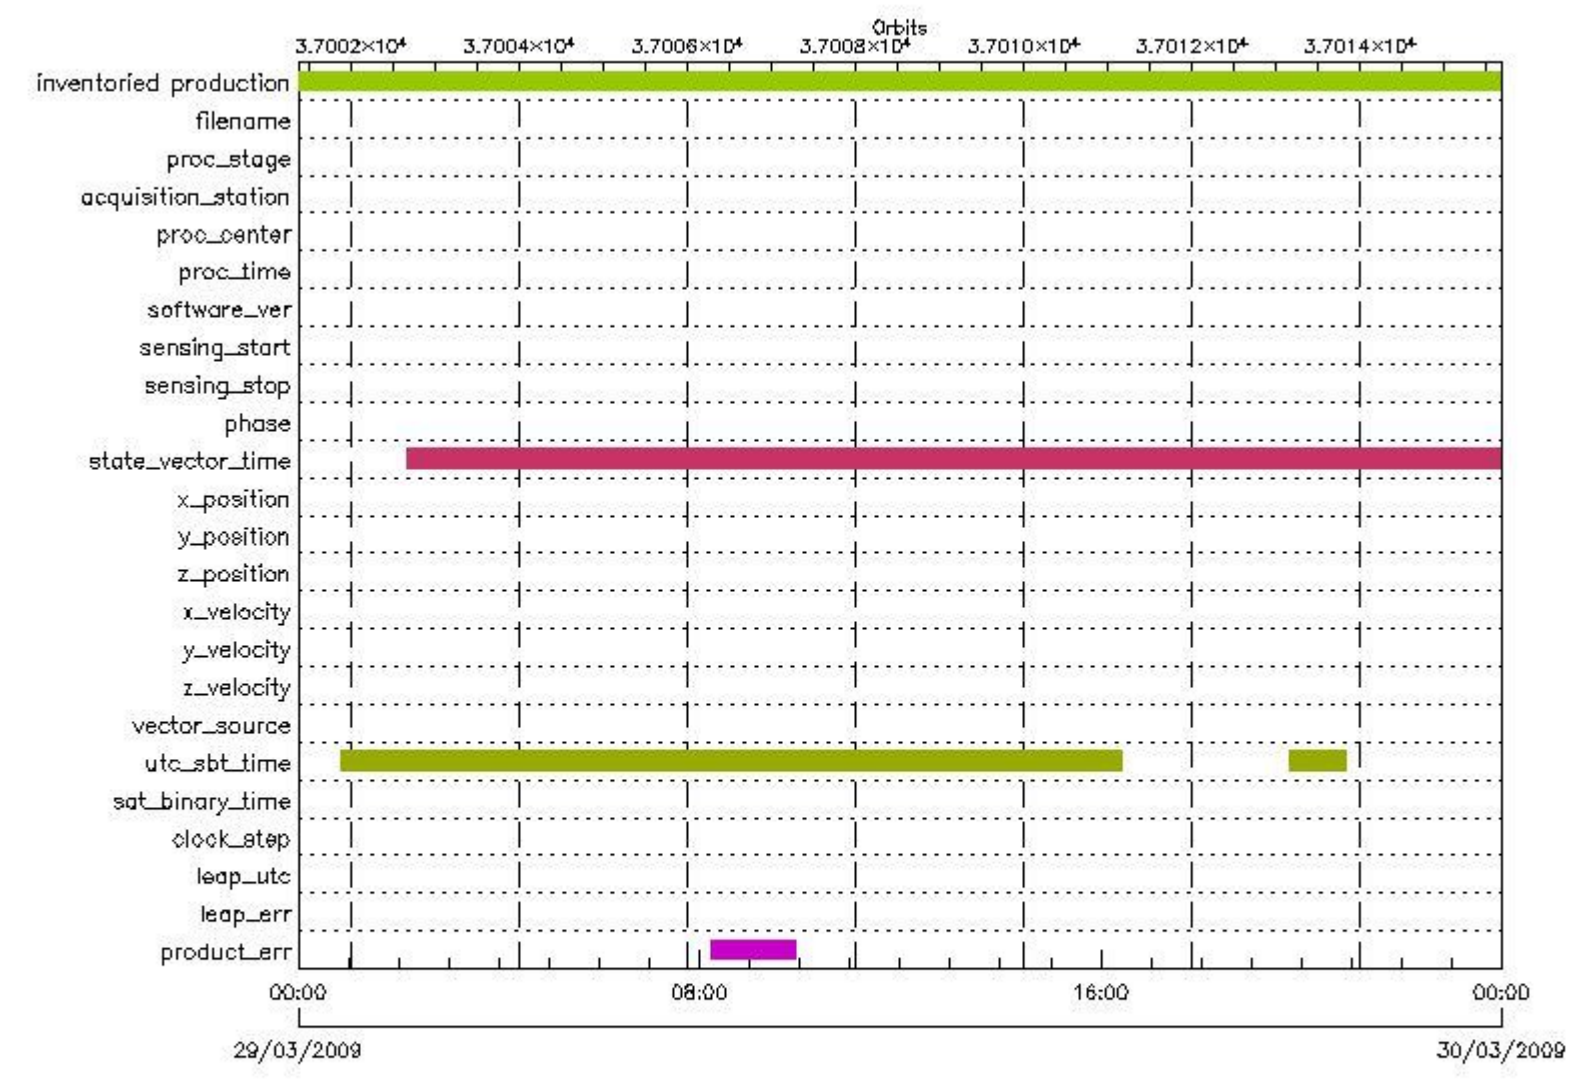 Orbits
3.7002×10⁴ 3.7004×10⁴ 3.7006×10⁴ 3.7008×10⁴ 3.7010×10⁴ 3.7012×10⁴ 3.7014×10⁴
inventoried production
filename
proc_stage
acquisition_station
proc_center
proc_time
software_ver
sensing_start
sensing_stop
phase
state_vector_time
x_position
y_position
z_position
x_velocity
y_velocity
z_velocity
vector_source
utc_sbt_time
sat_binary_time
clock_step
leap_utc
leap_err
product_err
00:00 08:00 16:00 00:00
29/03/2009 30/03/2009